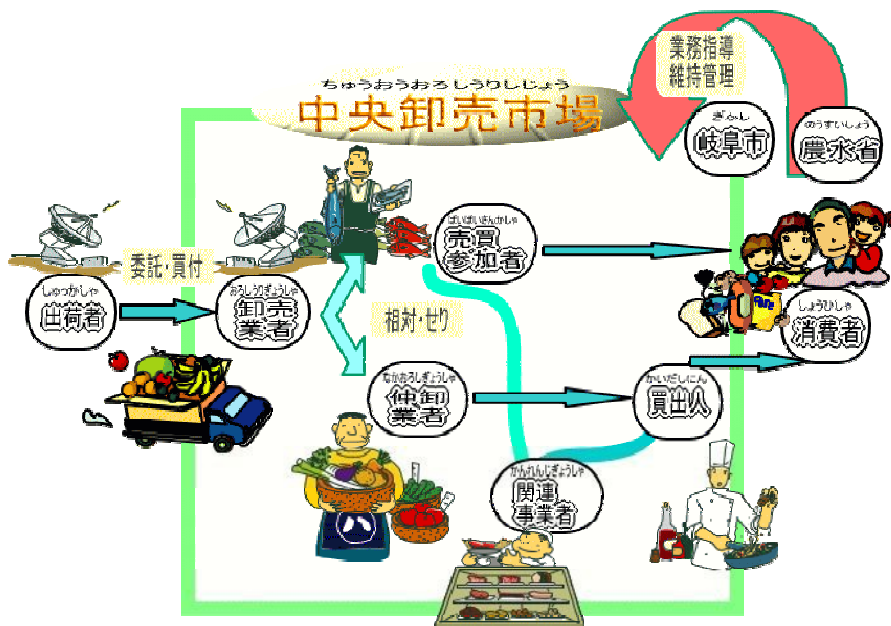 ちゅうおうおろしうりしじょう
中央卸売市場
業務指導
維持管理
ぎふし
岐阜市
のうすいしょう
農水省
ばいばいさんかしゃ
売買
参加者
委託・買付
しゅっかしゃ
出荷者
おろしうりぎょうしゃ
卸売
業者
相対・せり
しょうひしゃ
消費者
なかおろしぎょうしゃ
仲卸
業者
かいだしにん
買出人
かんれんじぎょうしゃ
関連
事業者